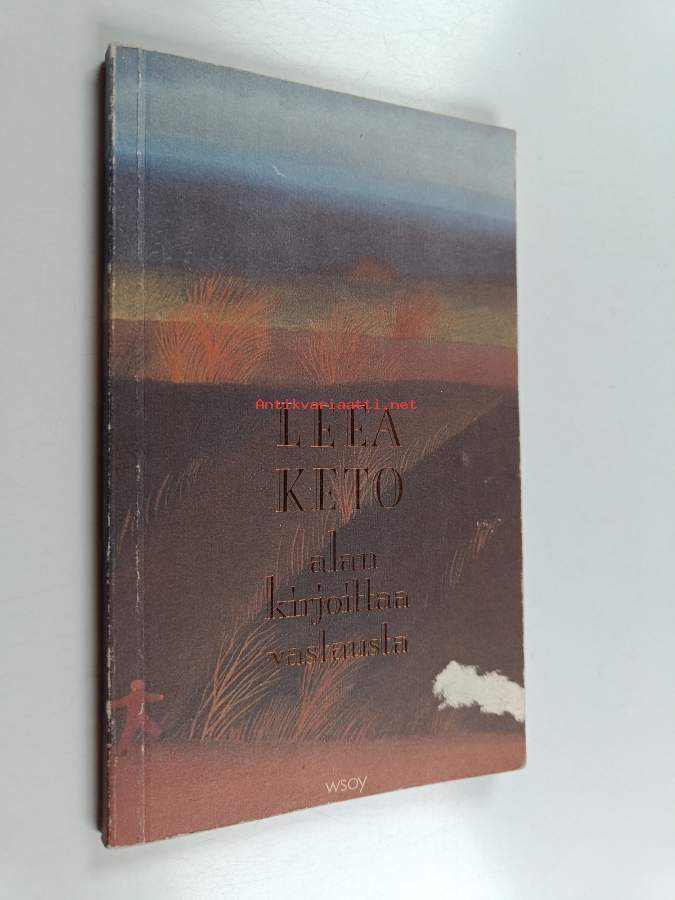 Antikvariaatti.net
LEEA
KETO
alan
kirjoittaa
vastausta
wsoy